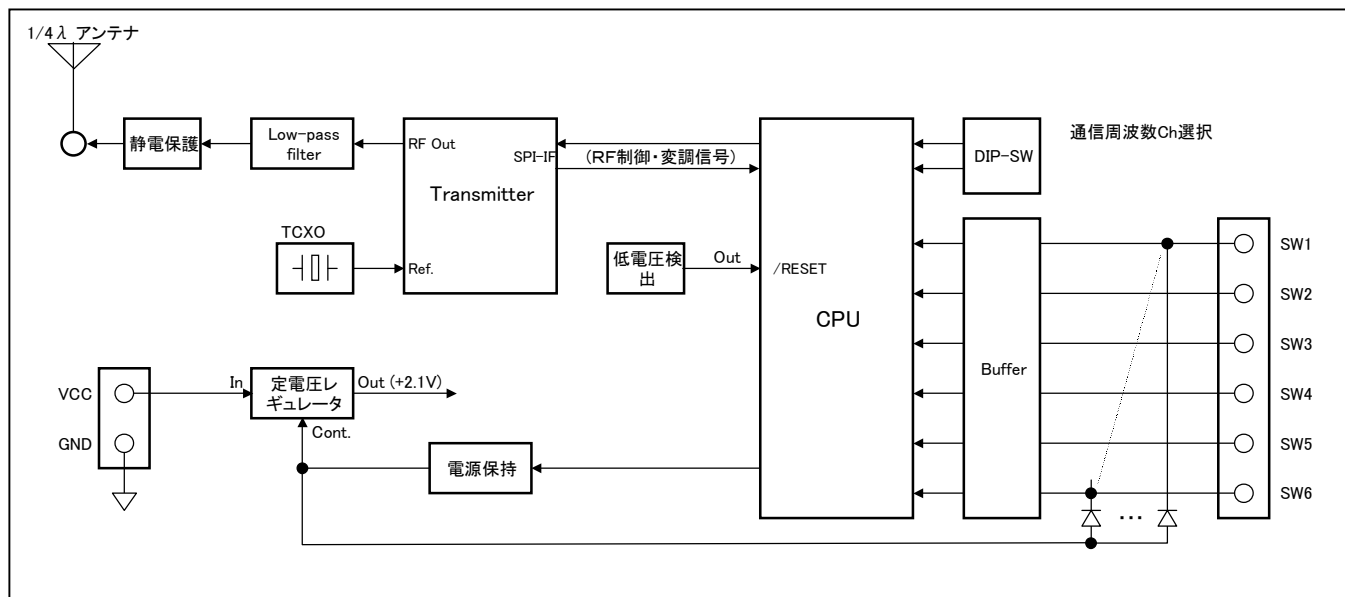 1/4λ アンテナ
静電保護
Low-pass
filter
RF Out
SPI-IF
Transmitter
Ref.
TCXO
(RF制御・変調信号)
低電圧検
出
Out
/RESET
CPU
DIP-SW
通信周波数Ch選択
Buffer
SW1
SW2
SW3
SW4
SW5
SW6
VCC
GND
In
定電圧レ
ギュレータ
Out (+2.1V)
Cont.
電源保持
…